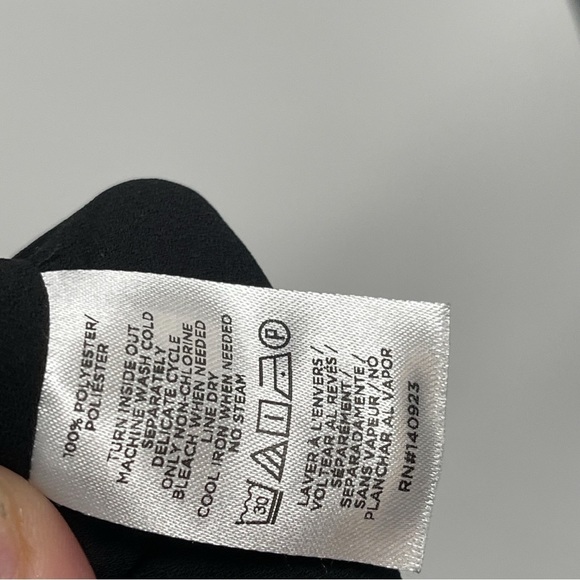 100% POLYESTER/
POLIÉSTER
TURN INSIDE OUT
MACHINE WASH COLD
SEPARATELY
DELICATE CYCLE
ONLY NON-CHLORINE
BLEACH WHEN NEEDED
LINE DRY
COOL IRON WHEN NEEDED
NO STEAM
30
P
LAVER À L'ENVERS/
VOLTEAR AL REVÉS/
SÉPARÉMENT/
SEPARADAMENTE/
SANS VAPEUR/NO
PLANCHAR AL VAPOR
RN#140923